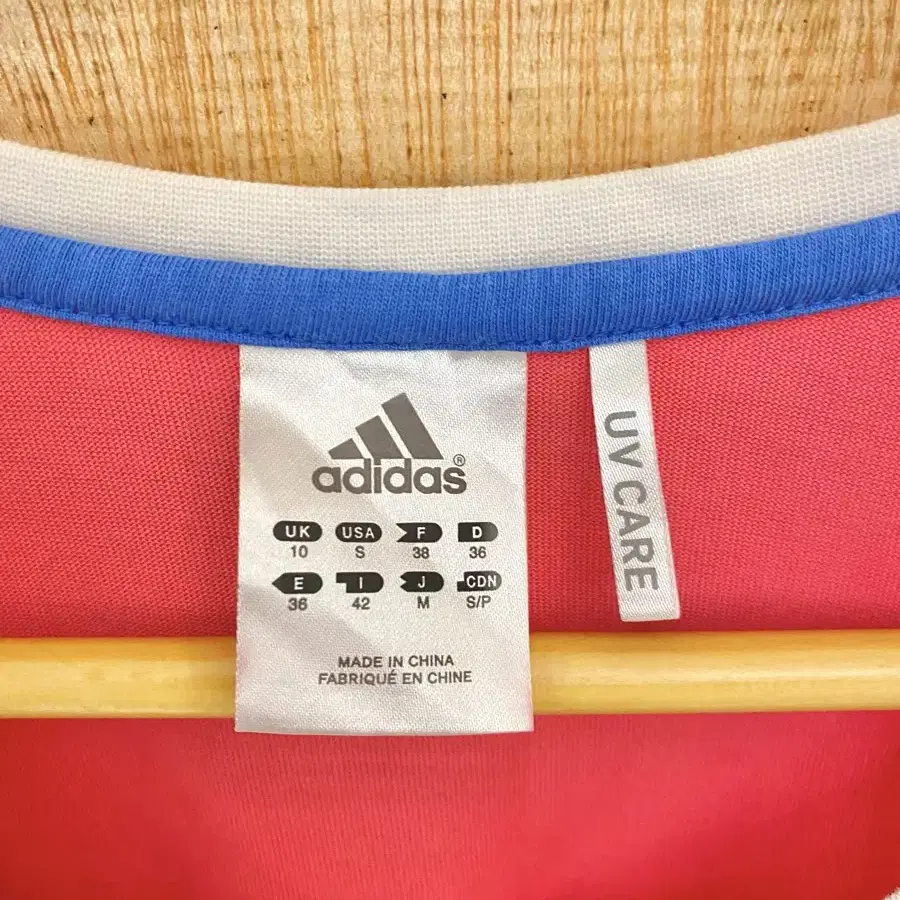 adidas®
UK USA F D
10 S 38 36
E I J CDN
36 42 M S/P
MADE IN CHINA
FABRIQUÉ EN CHINE
UV CARE